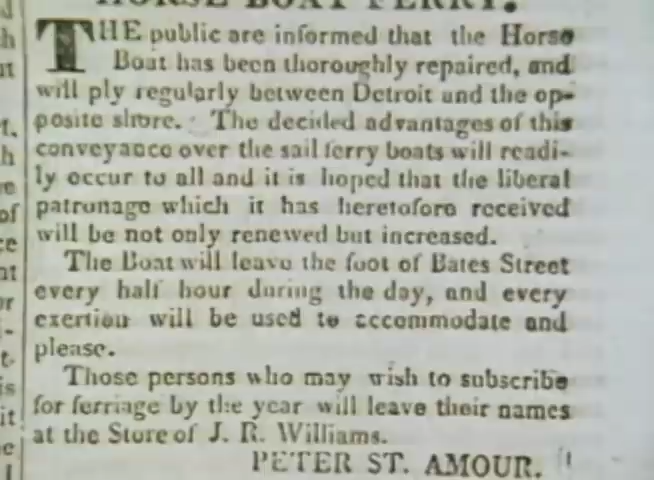 HORSE BOAT FERRY.
THE public are informed that the Horse
Boat has been thoroughly repaired, and
will ply regularly between Detroit and the op-
posite shore. The decided advantages of this
conveyance over the sail ferry boats will readi-
ly occur to all and it is hoped that the liberal
patronage which it has heretofore received
will be not only renewed but increased.
The Boat will leave the foot of Bates Street
every half hour during the day, and every
exertion will be used to accommodate and
please.
Those persons who may wish to subscribe
for ferriage by the year will leave their names
at the Store of J. R. Williams.
PETER ST. AMOUR.